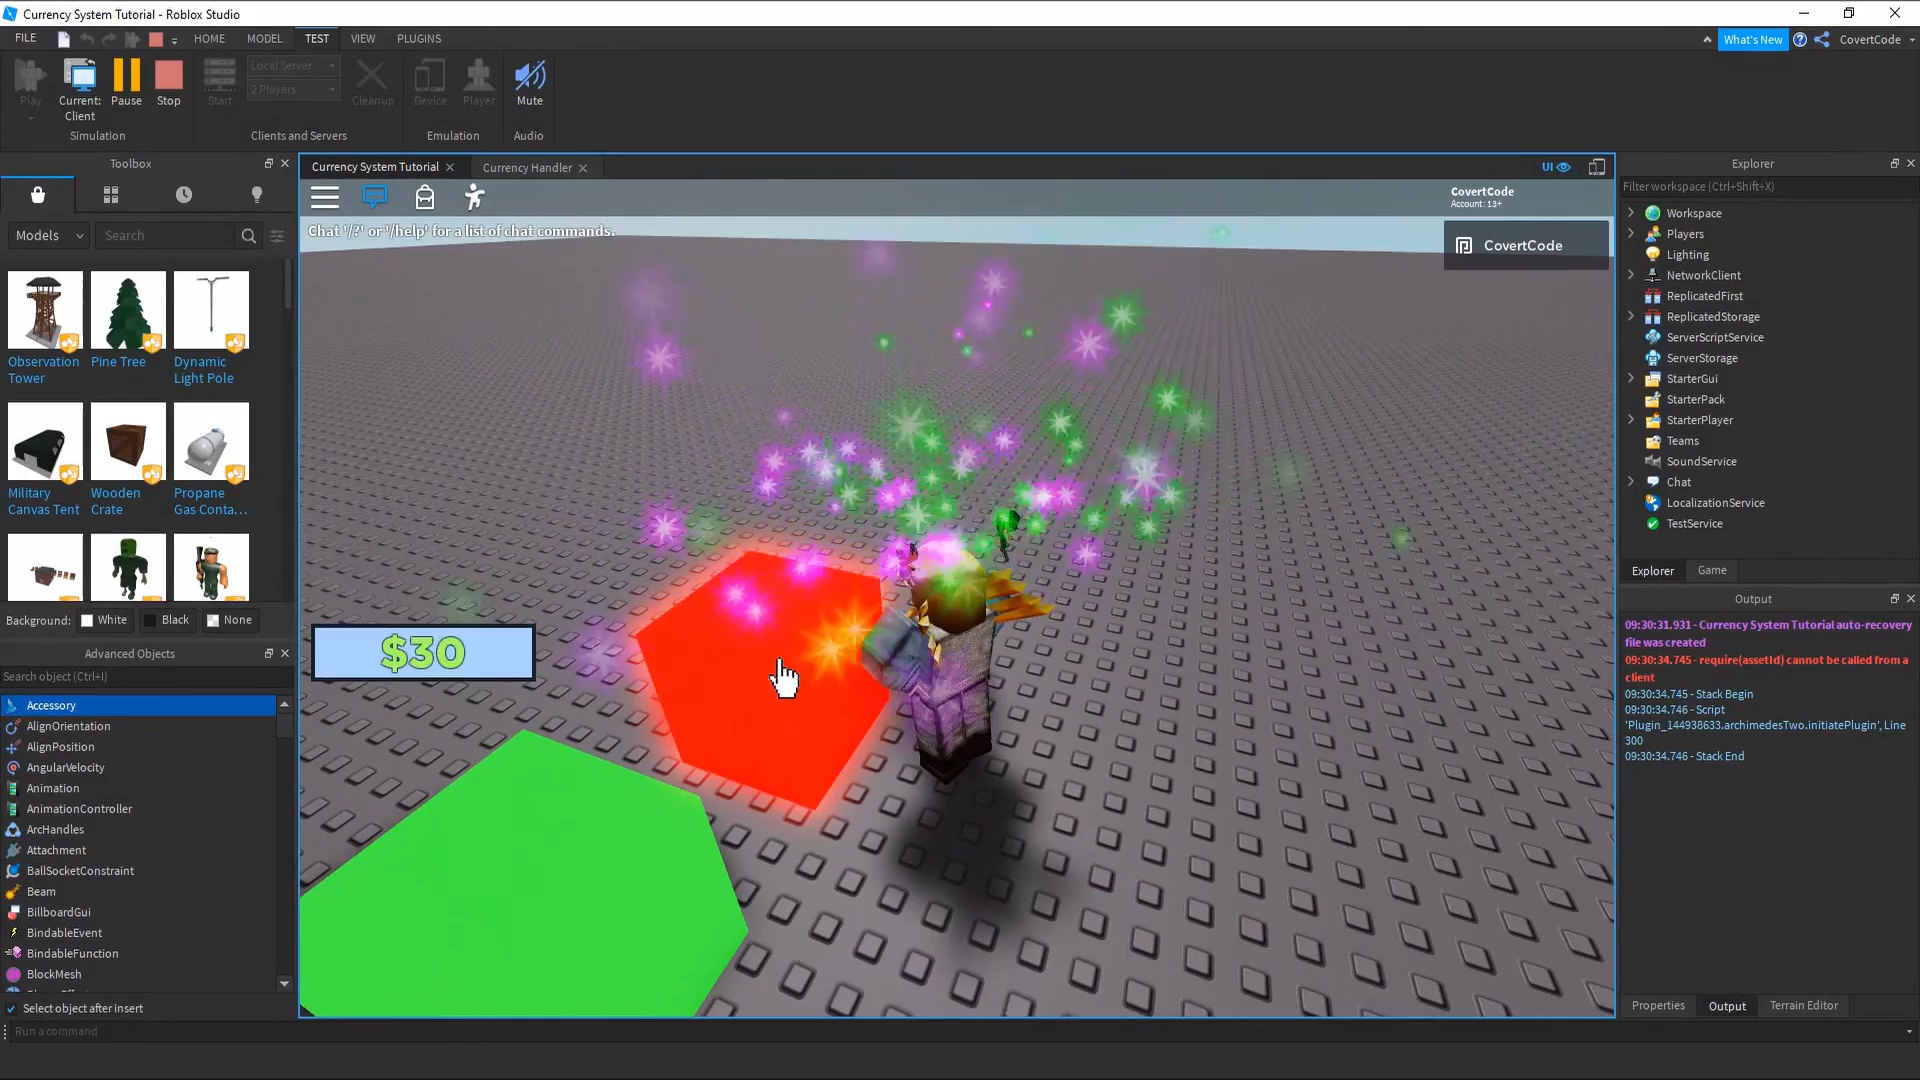 Currency System Tutorial - Roblox Studio
FILE
HOME
MODEL
TEST
VIEW
PLUGINS
What's New
CovertCode
Play
Current:
Client
Pause
Stop
Simulation
Start
Local Server
2 Players
Cleanup
Clients and Servers
Device
Player
Emulation
Mute
Audio
Toolbox
Models
Search
Observation
Tower
Pine Tree
Dynamic
Light Pole
Military
Canvas Tent
Wooden
Crate
Propane
Gas Conta...
Background:
White
Black
None
Advanced Objects
Search object (Ctrl+I)
Accessory
AlignOrientation
AlignPosition
AngularVelocity
Animation
AnimationController
ArcHandles
Attachment
BallSocketConstraint
Beam
BillboardGui
BindableEvent
BindableFunction
BlockMesh
Select object after insert
Run a command
Currency System Tutorial
Currency Handler
UI
CovertCode
Account: 13+
Chat '/?' or '/help' for a list of chat commands.
CovertCode
$30
Explorer
Filter workspace (Ctrl+Shift+X)
Workspace
Players
Lighting
NetworkClient
ReplicatedFirst
ReplicatedStorage
ServerScriptService
ServerStorage
StarterGui
StarterPack
StarterPlayer
Teams
SoundService
Chat
LocalizationService
TestService
Explorer
Game
Output
09:30:31.931 - Currency System Tutorial auto-recovery
file was created
09:30:34.745 - require(assetId) cannot be called from a
client
09:30:34.745 - Stack Begin
09:30:34.746 - Script
'Plugin_144938633.archimedesTwo.initiatePlugin', Line
300
09:30:34.746 - Stack End
Properties
Output
Terrain Editor